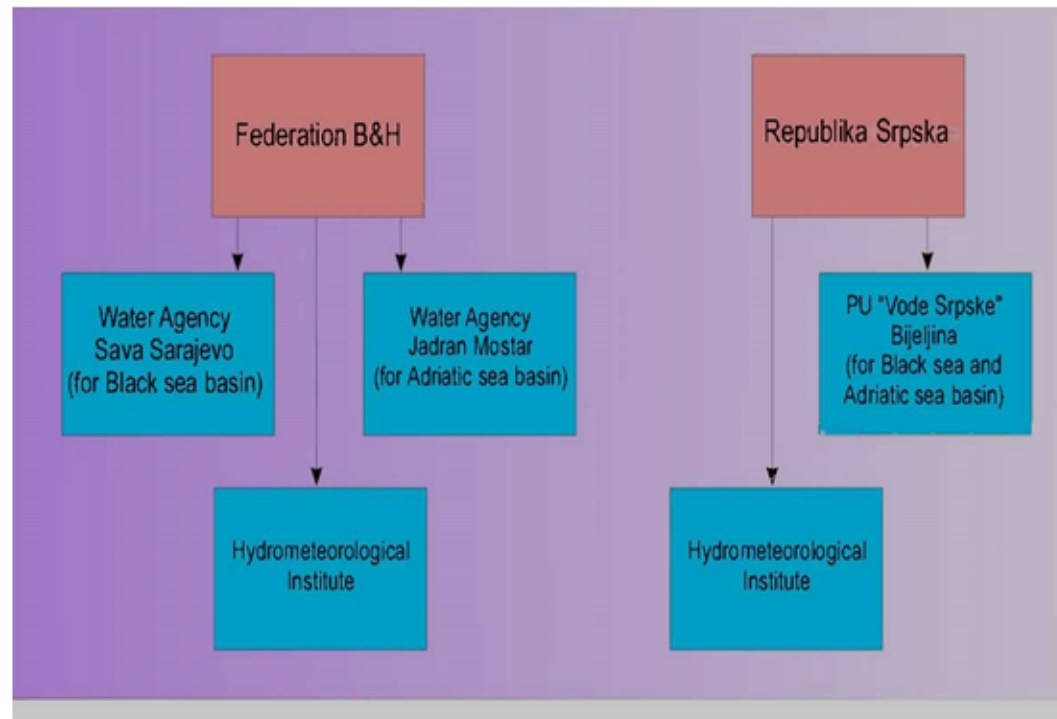 Federation B&H
Republika Srpska
Water Agency
Sava Sarajevo
(for Black sea basin)
Water Agency
Jadran Mostar
(for Adriatic sea basin)
PU "Vode Srpske"
Bijeljina
(for Black sea and
Adriatic sea basin)
Hydrometeorological
Institute
Hydrometeorological
Institute